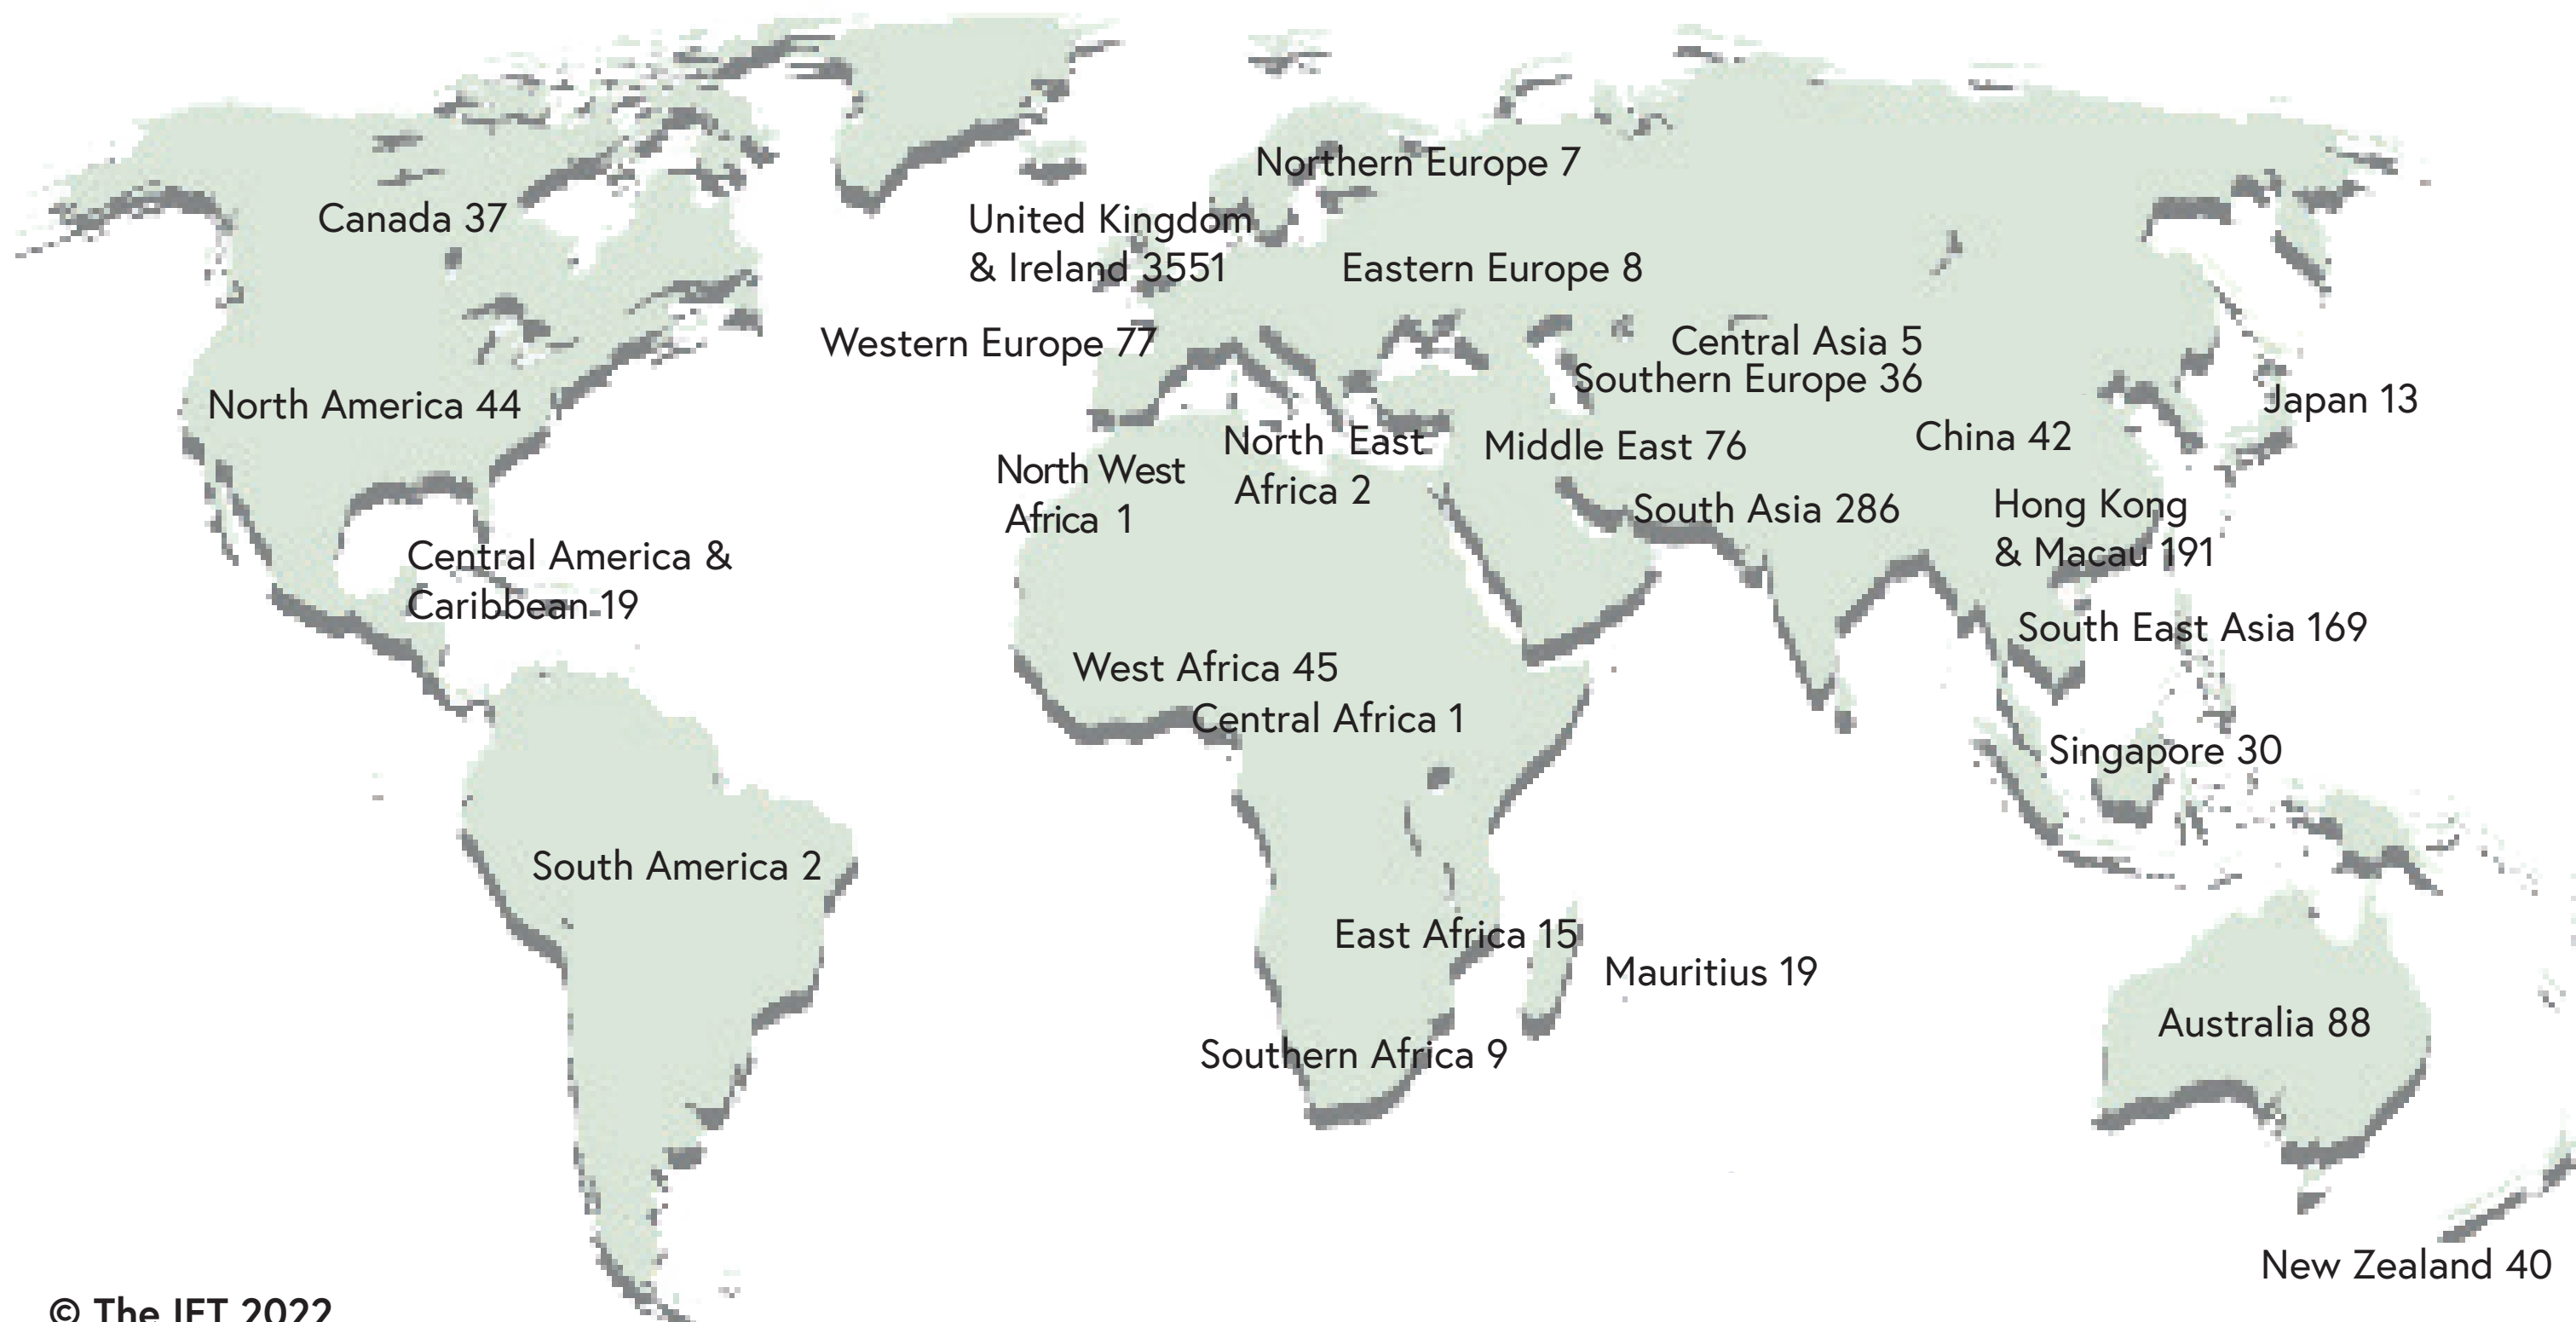 Northern Europe 7
Canada 37
United Kingdom
& Ireland 3551
Eastern Europe 8
Western Europe 77
Central Asia 5
Southern Europe 36
North America 44
Japan 13
North East
Africa 2
Middle East 76
China 42
North West
Africa 1
South Asia 286
Hong Kong
& Macau 191
Central America &
Caribbean 19
South East Asia 169
West Africa 45
Central Africa 1
Singapore 30
South America 2
East Africa 15
Mauritius 19
Australia 88
Southern Africa 9
New Zealand 40
© The IET 2022